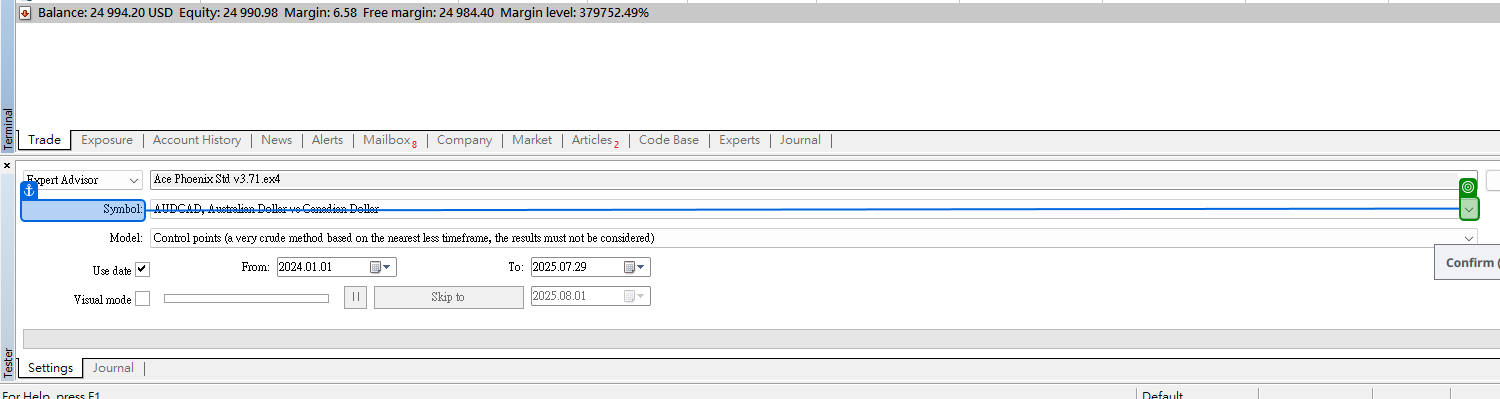 Balance: 24 994.20 USD Equity: 24 990.98 Margin: 6.58 Free margin: 24 984.40 Margin level: 379752.49%
Terminal
Trade Exposure Account History News Alerts Mailbox 8 Company Market Articles 2 Code Base Experts Journal
Expert Advisor Ace Phoenix Std v3.71.ex4
Symbol: AUDCAD, Australian Dollar vs Canadian Dollar
Model: Control points (a very crude method based on the nearest less timeframe, the results must not be considered)
Confirm (
Use date From: 2024.01.01 To: 2025.07.29
Visual mode Skip to 2025.08.01
Tester
Settings Journal
For Help, press F1 Default